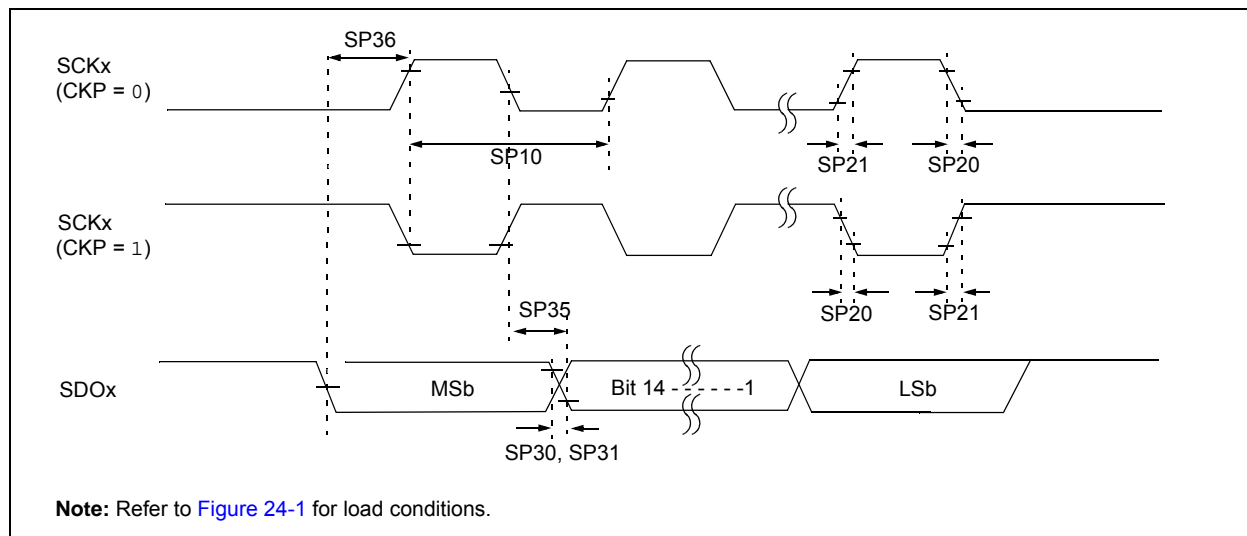 SP36
SCKx
(CKP = 0)
SP10
SP21
SP20
SCKx
(CKP = 1)
SP35
SP20
SP21
SDOx
MSb
Bit 14 - - - - - -1
LSb
SP30, SP31
Note: Refer to Figure 24-1 for load conditions.